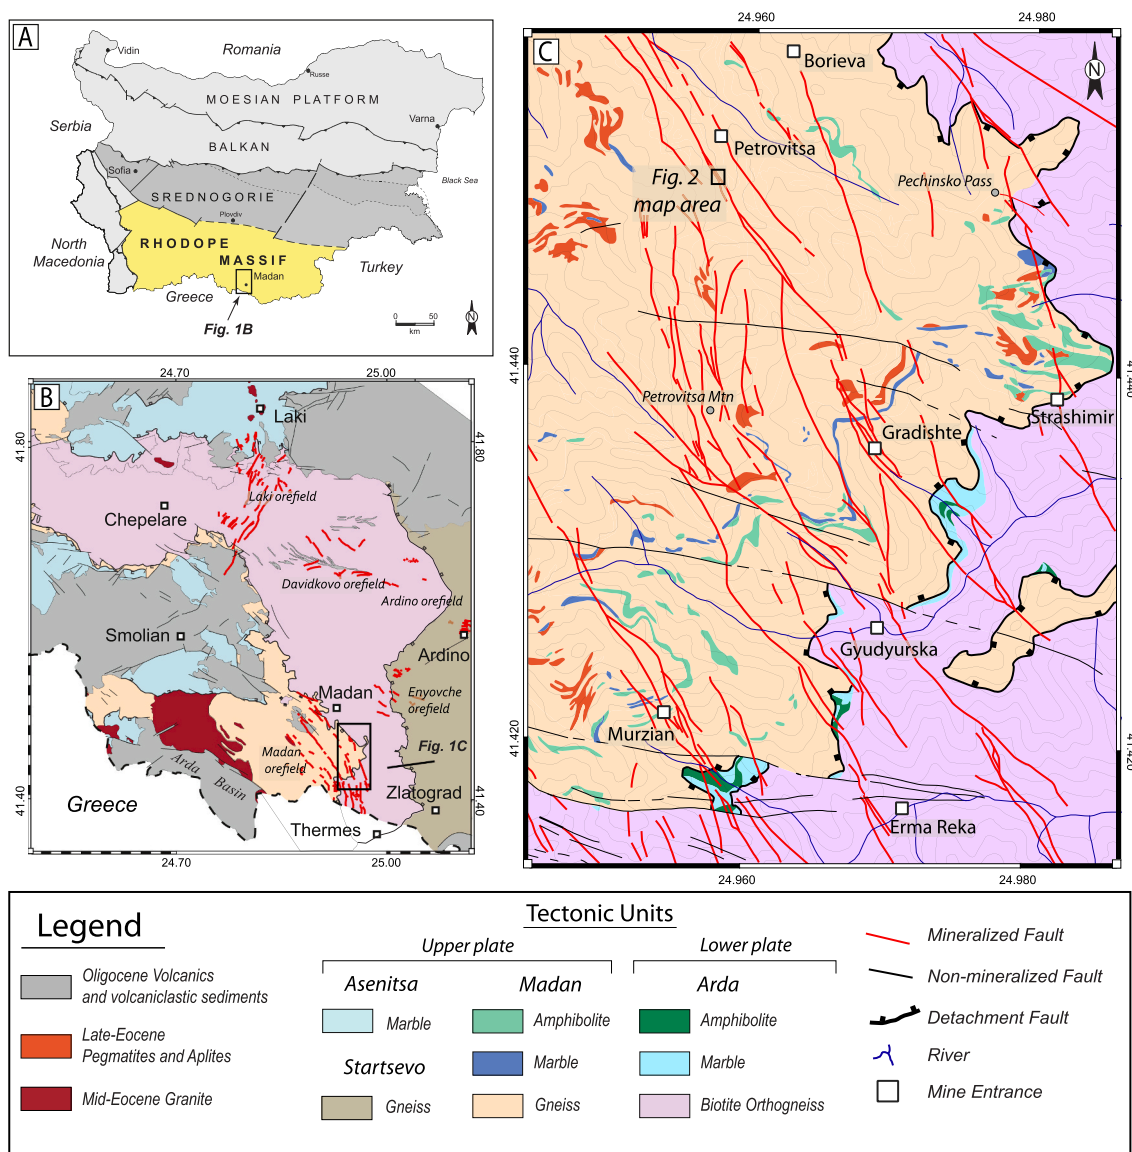 A
Vidin
Romania
Russe
MOESIAN PLATFORM
Varna
Serbia
BALKAN
Sofia
Black Sea
SREDNOGORIE
Plovdiv
North
Macedonia
RHODOPE
MASSIF
Madan
Turkey
Greece
Fig. 1B
0 50
km
N
B
24.70 25.00
41.80 41.80
Laki
Laki orefield
Chepelare
Davidkovo orefield
Ardino orefield
Smolian
Ardino
Madan
Enyovche
orefield
Madan
orefield
Fig. 1C
Arda
Basin
Greece
Zlatograd
Thermes
41.40 41.40
24.70 25.00
C
24.960 24.980
Borieva
N
Petrovitsa
Fig. 2
map area
Pechinsko Pass
41.440 41.440
Petrovitsa Mtn
Strashimir
Gradishte
Gyudyurska
Murzian
41.420 41.420
Erma Reka
24.960 24.980
Legend
Oligocene Volcanics
and volcaniclastic sediments
Late-Eocene
Pegmatites and Aplites
Mid-Eocene Granite
Tectonic Units
Upper plate Lower plate
Asenitsa Madan Arda
Marble Amphibolite Amphibolite
Startsevo Marble Marble
Gneiss Gneiss Biotite Orthogneiss
Mineralized Fault
Non-mineralized Fault
Detachment Fault
River
Mine Entrance